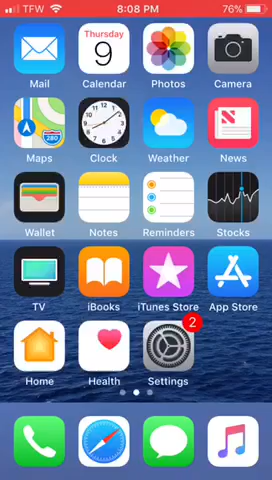 TFW 8:08 PM 76%
Thursday
9
Mail Calendar Photos Camera
280
Maps Clock Weather News
Wallet Notes Reminders Stocks
TV iBooks iTunes Store App Store
2
Home Health Settings